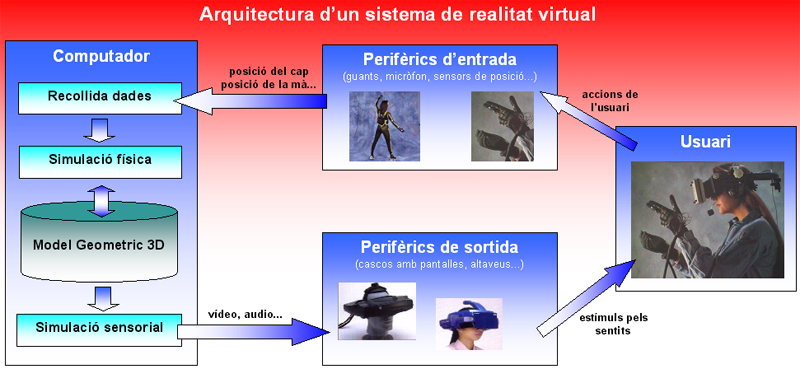 Arquitectura d'un sistema de realitat virtual
Computador
Recollida dades
Simulació física
Model Geometric 3D
Simulació sensorial
posició del cap
posició de la mà...
Perifèrics d'entrada
(guants, micròfon, sensors de posició...)
accions de
l'usuari
Usuari
Perifèrics de sortida
(cascos amb pantalles, altaveus...)
vídeo, audio...
estímuls pels
sentits